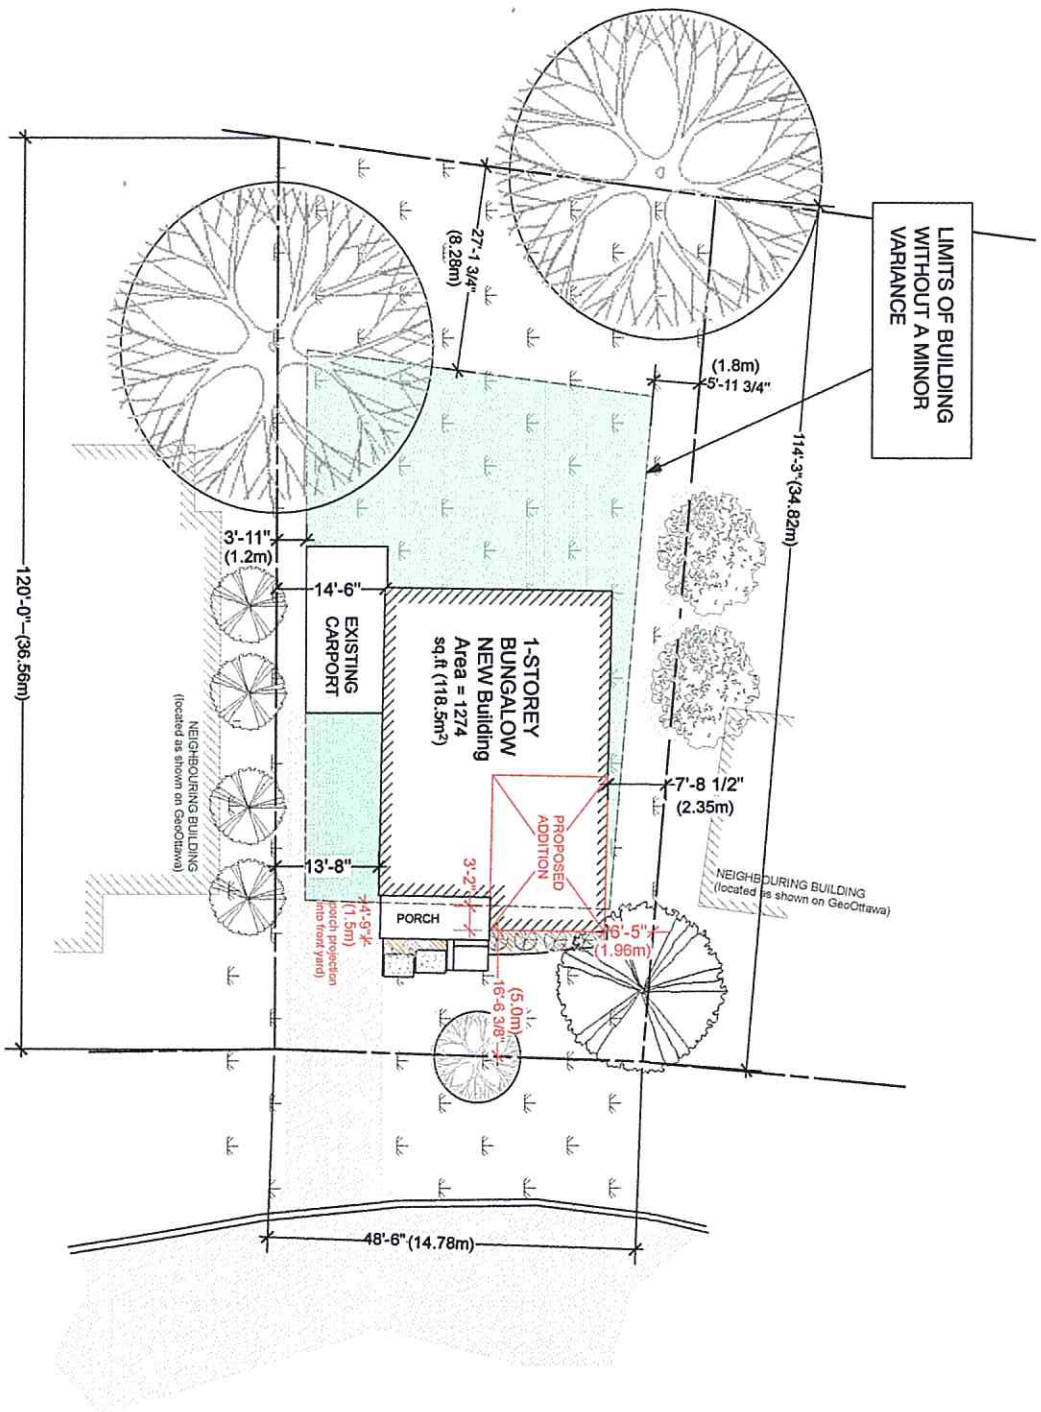 LIMITS OF BUILDING
WITHOUT A MINOR
VARIANCE
27'-1 3/4"
(8.28m)
(1.8m)
5'-11 3/4"
114'-3" (34.82m)
3'-11"
(1.2m)
14'-6"
EXISTING
CARPORT
1-STOREY
BUNGALOW
NEW Building
Area = 1274
sq.ft (118.5m²)
7'-8 1/2"
(2.35m)
PROPOSED
ADDITION
NEIGHBOURING BUILDING
(located as shown on GeoOttawa)
NEIGHBOURING BUILDING
(located as shown on GeoOttawa)
120'-0" (36.56m)
13'-8"
3'-2"
PORCH
4'-9"
(1.5m)
porch projection
into front yard)
6'-5"
(1.96m)
(5.0m)
16'-6 3/8"
48'-6" (14.78m)